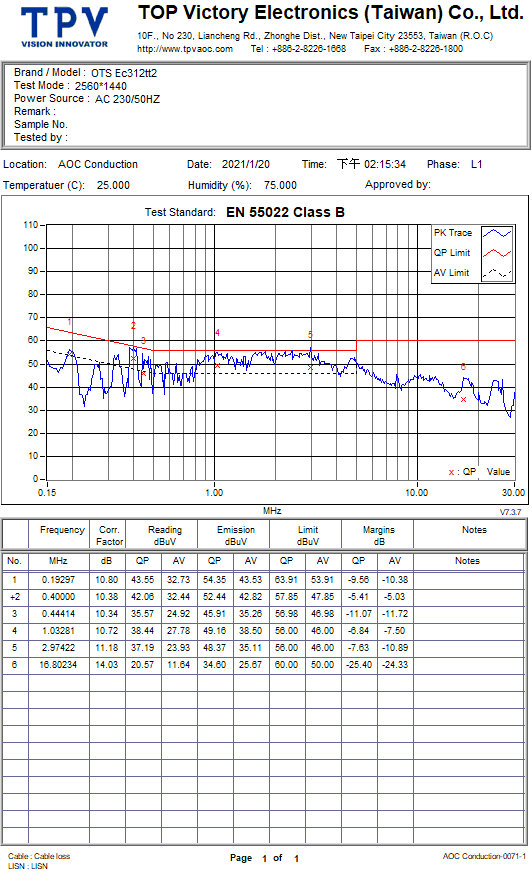 TPV
VISION INNOVATOR
TOP Victory Electronics (Taiwan) Co., Ltd.
10F., No 230, Liancheng Rd., Zhonghe Dist., New Taipei City 23553, Taiwan (R.O.C)
http://www.tpvaoc.com Tel : +886-2-8226-1668 Fax : +886-2-8226-1800
Brand / Model : OTS Ec312tt2
Test Mode : 2560*1440
Power Source : AC 230/50HZ
Remark :
Sample No.
Tested by :
Location: AOC Conduction Date: 2021/1/20 Time: 下午 02:15:34 Phase: L1
Temperatuer (C): 25.000 Humidity (%): 75.000 Approved by:
Test Standard: EN 55022 Class B
PK Trace
QP Limit
AV Limit
110
100
90
80
70
60
50
40
30
20
10
0
1
2
3
4
5
6
x : QP Value
0.15 1.00 10.00 30.00
MHz
V7.3.7
Frequency Corr. Factor Reading dBuV Emission dBuV Limit dBuV Margins dB Notes
No. MHz dB QP AV QP AV QP AV QP AV Notes
1 0.19297 10.80 43.55 32.73 54.35 43.53 63.91 53.91 -9.56 -10.38
+2 0.40000 10.38 42.06 32.44 52.44 42.82 57.85 47.85 -5.41 -5.03
3 0.44414 10.34 35.57 24.92 45.91 35.26 56.98 46.98 -11.07 -11.72
4 1.03281 10.72 38.44 27.78 49.16 38.50 56.00 46.00 -6.84 -7.50
5 2.97422 11.18 37.19 23.93 48.37 35.11 56.00 46.00 -7.63 -10.89
6 16.80234 14.03 20.57 11.64 34.60 25.67 60.00 50.00 -25.40 -24.33
Cable : Cable loss
LISN : LISN
Page 1 of 1
AOC Conduction-0071-1